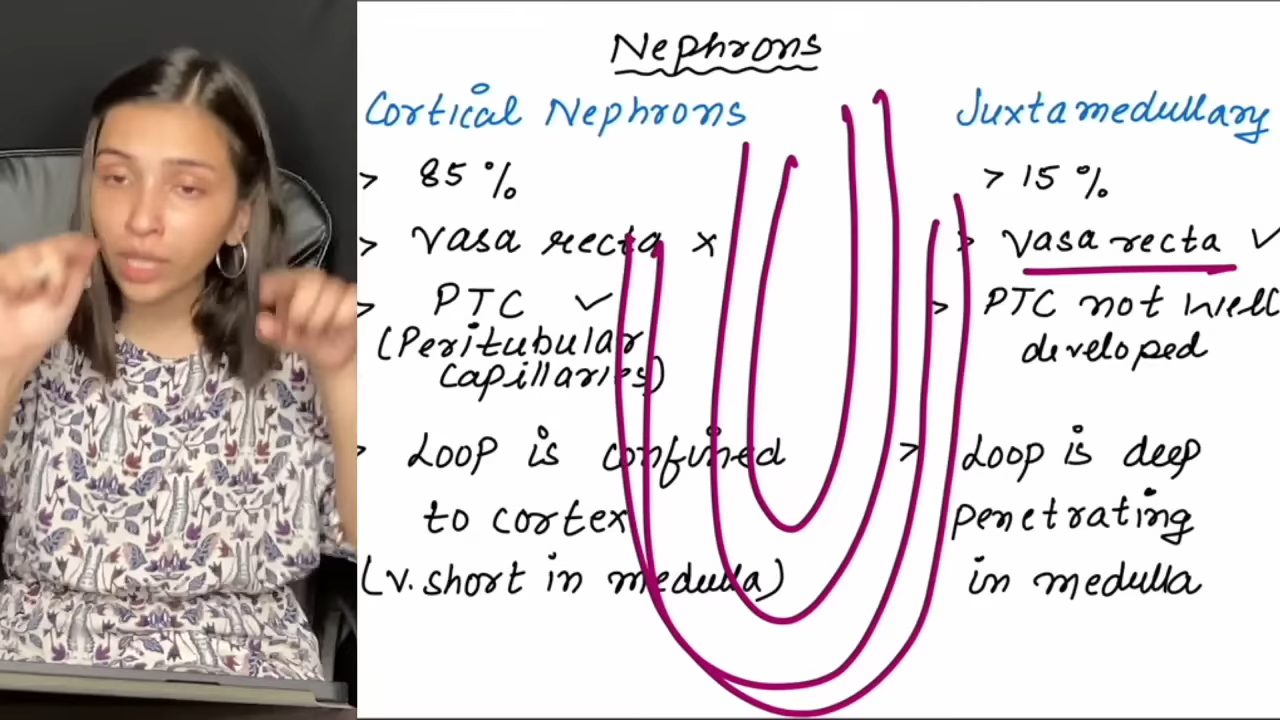 Nephrons
Cortical Nephrons
> 85 %
> Vasa recta ×
> PTC ✓
(Peritubular
Capillaries)
> Loop is confined
to cortex
(v. short in medulla)
Juxtamedullary
> 15 %
> Vasa recta ✓
> PTC not well
developed
> Loop is deep
penetrating
in medulla